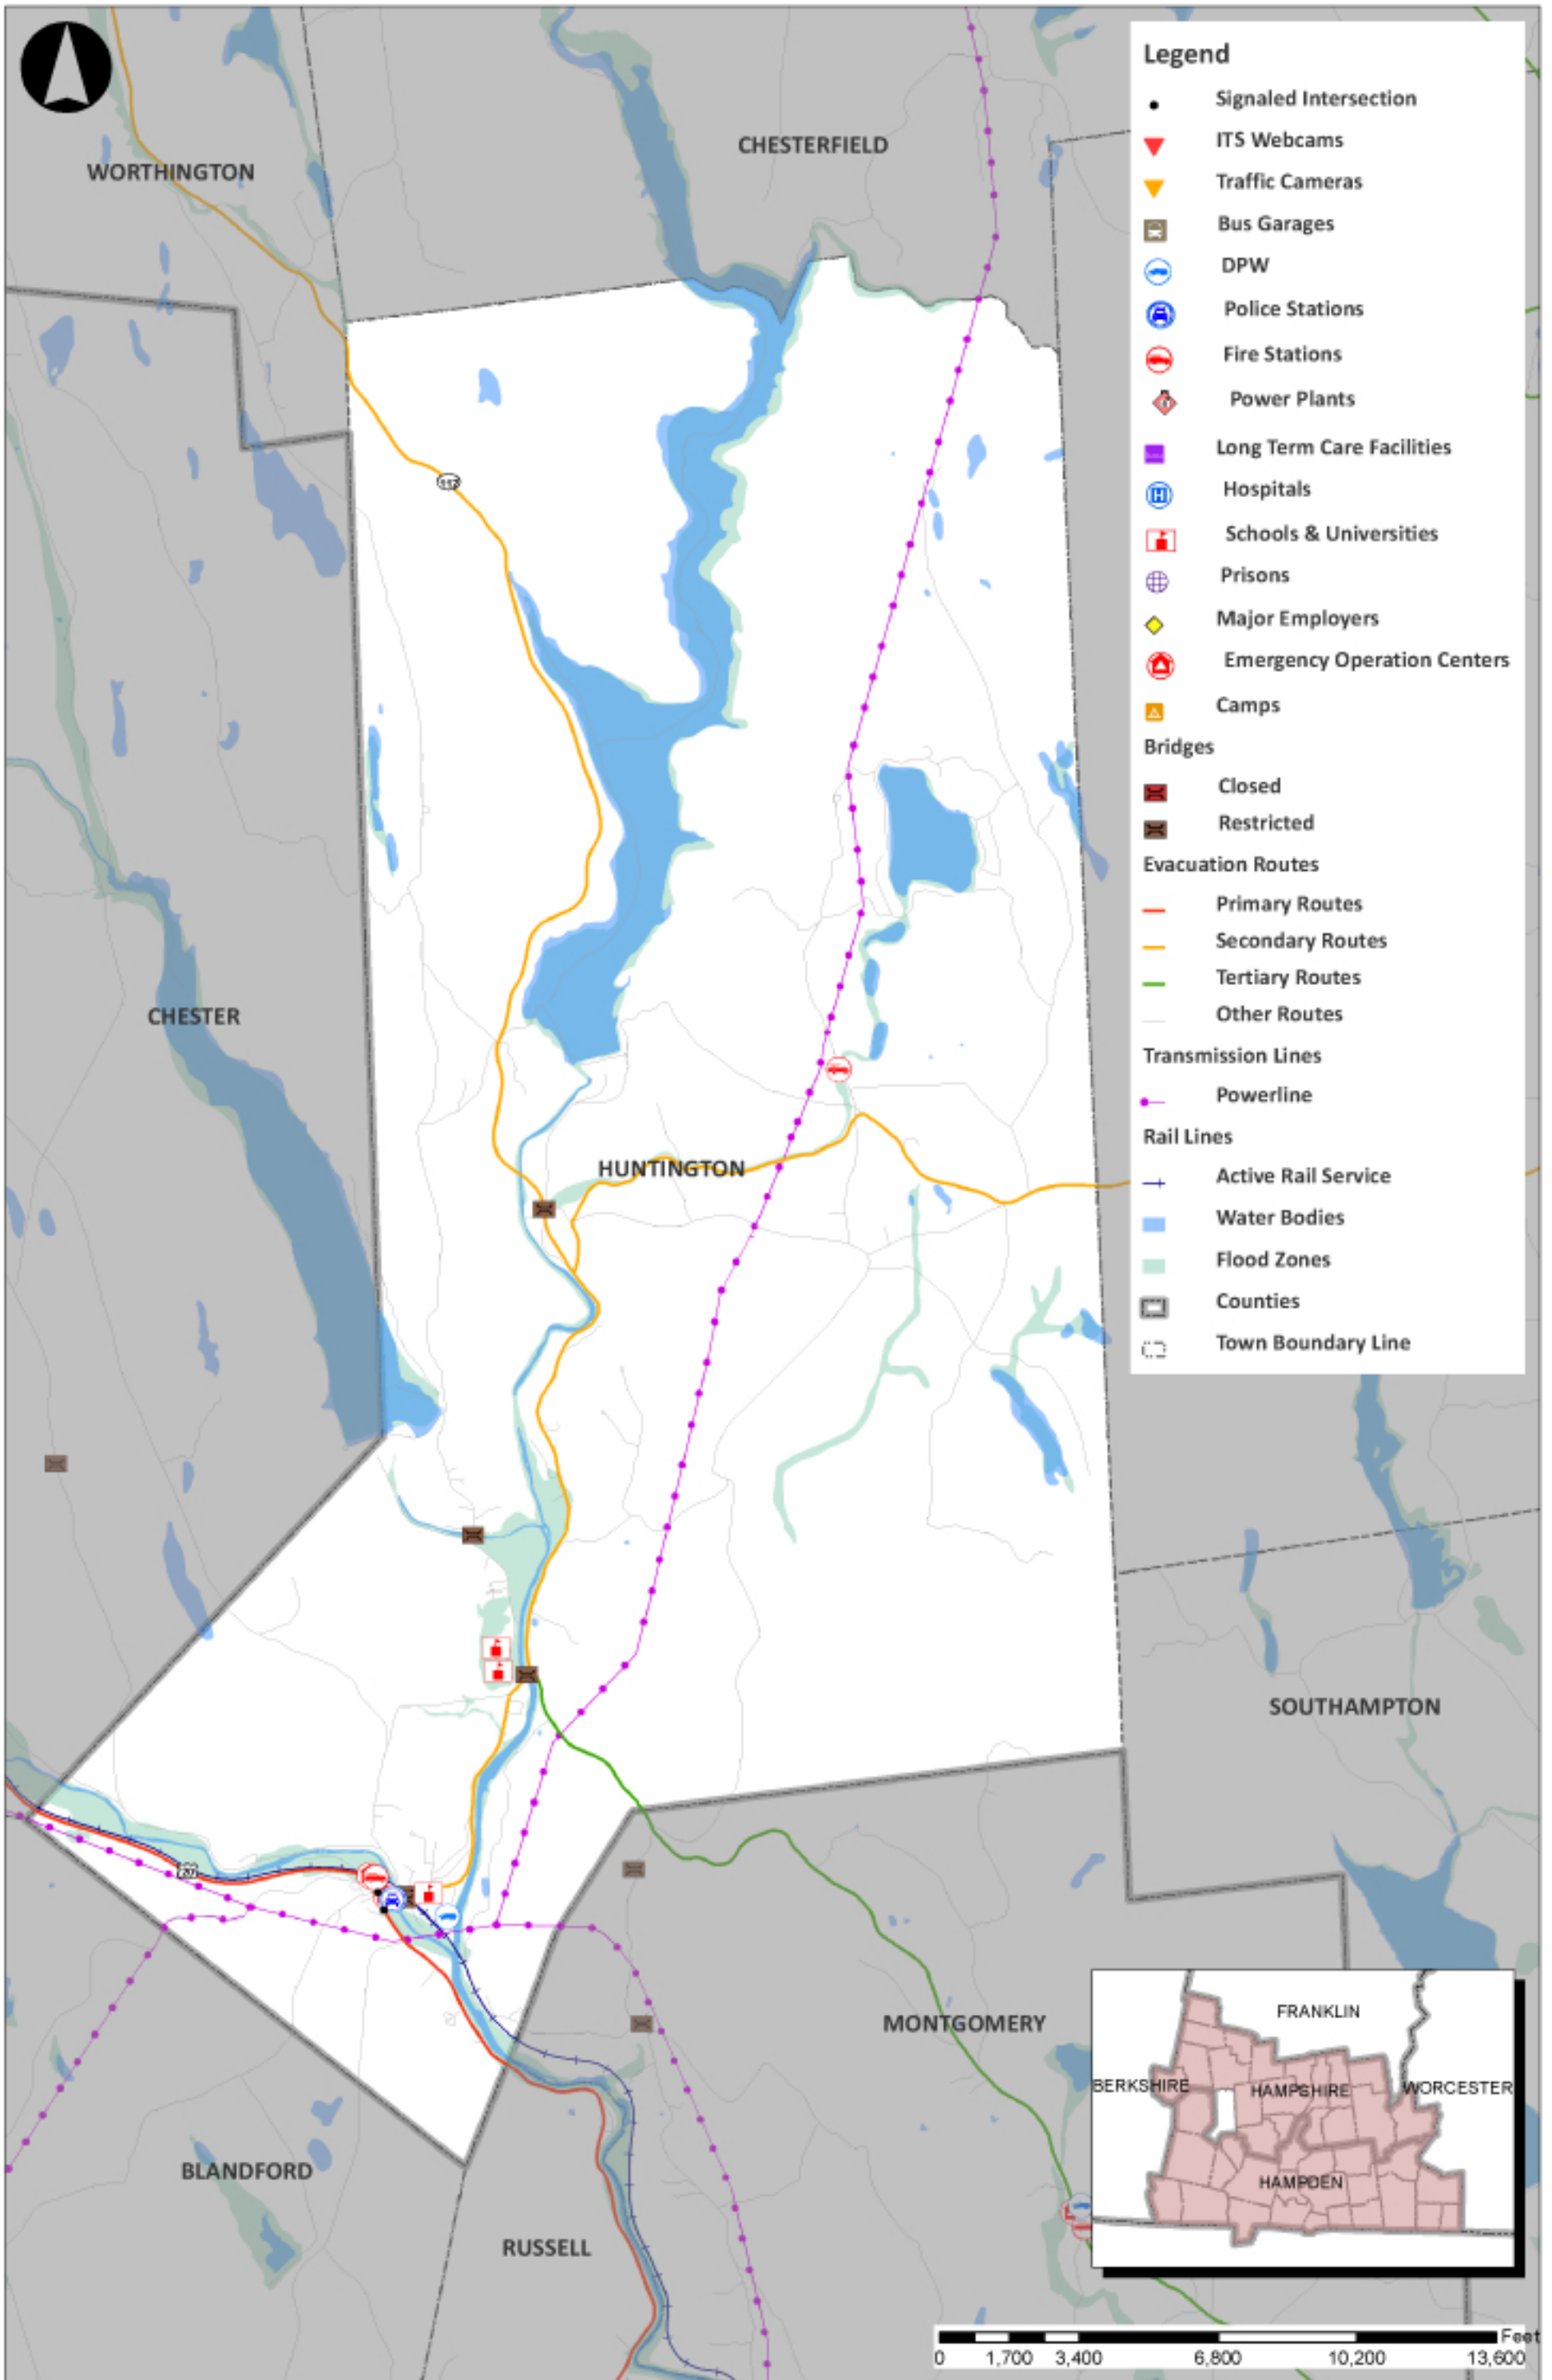 Legend
Signaled Intersection
ITS Webcams
Traffic Cameras
Bus Garages
DPW
Police Stations
Fire Stations
Power Plants
Long Term Care Facilities
Hospitals
Schools & Universities
Prisons
Major Employers
Emergency Operation Centers
Camps
Bridges
Closed
Restricted
Evacuation Routes
Primary Routes
Secondary Routes
Tertiary Routes
Other Routes
Transmission Lines
Powerline
Rail Lines
Active Rail Service
Water Bodies
Flood Zones
Counties
Town Boundary Line
CHESTERFIELD
WORTHINGTON
112
CHESTER
HUNTINGTON
SOUTHAMPTON
20
MONTGOMERY
BLANDFORD
RUSSELL
FRANKLIN
BERKSHIRE
HAMPSHIRE
WORCESTER
HAMPDEN
Feet
0 1,700 3,400 6,800 10,200 13,600